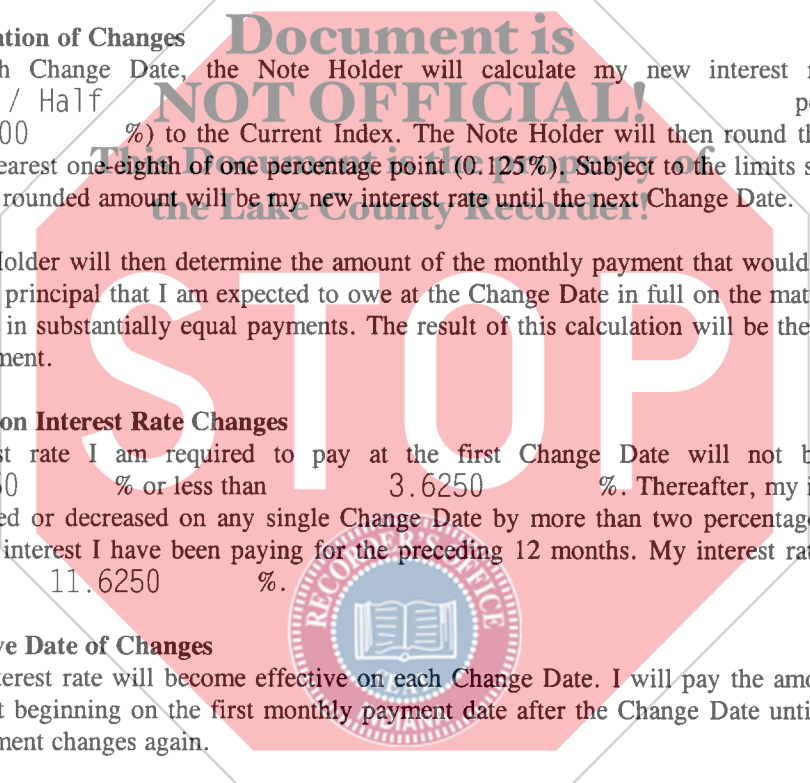 Document is
NOT OFFICIAL!
This Document is the property of
the Lake County Recorder!
STOP
ation of Changes
h Change Date, the Note Holder will calculate my new interest r
/ Half p
00 %) to the Current Index. The Note Holder will then round th
earest one-eighth of one percentage point (0.125%). Subject to the limits s
rounded amount will be my new interest rate until the next Change Date.
Holder will then determine the amount of the monthly payment that would
principal that I am expected to owe at the Change Date in full on the mat
in substantially equal payments. The result of this calculation will be the
ment.
on Interest Rate Changes
st rate I am required to pay at the first Change Date will not b
50 % or less than 3.6250 %. Thereafter, my i
ed or decreased on any single Change Date by more than two percentage
interest I have been paying for the preceding 12 months. My interest rat
11.6250 %.
RECORDER'S OFFICE
ve Date of Changes
terest rate will become effective on each Change Date. I will pay the amo
t beginning on the first monthly payment date after the Change Date unti
ment changes again.